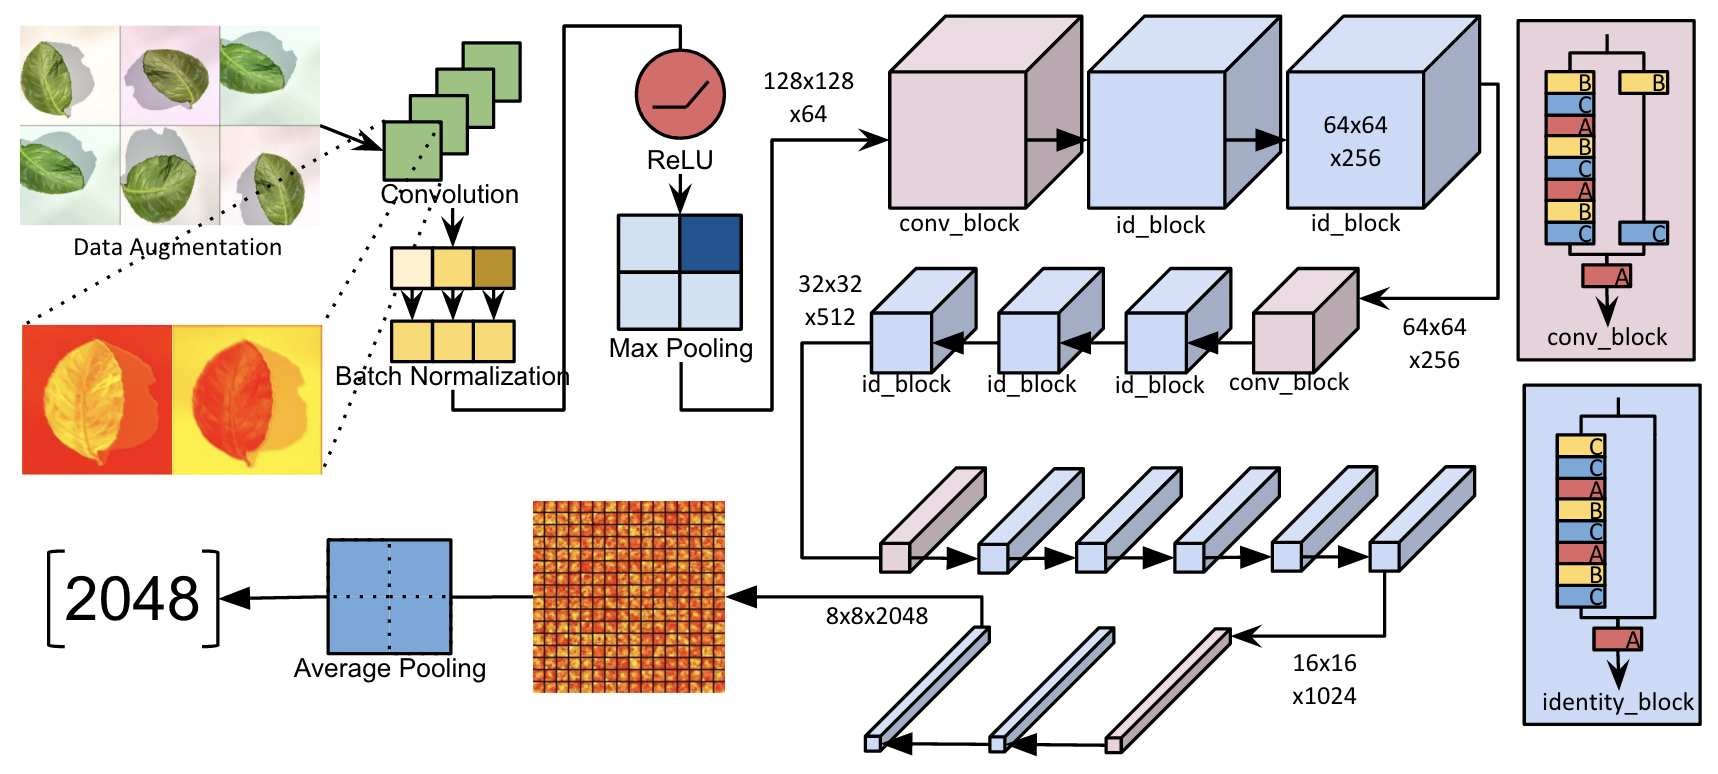 Data Augmentation
Convolution
Batch Normalization
ReLU
Max Pooling
128x128
x64
conv_block
id_block
64x64
x256
id_block
64x64
x256
conv_block
id_block
id_block
id_block
32x32
x512
16x16
x1024
8x8x2048
Average Pooling
[2048]
B
C
A
B
C
A
B
C
B
C
A
conv_block
C
C
A
B
C
A
B
C
A
identity_block